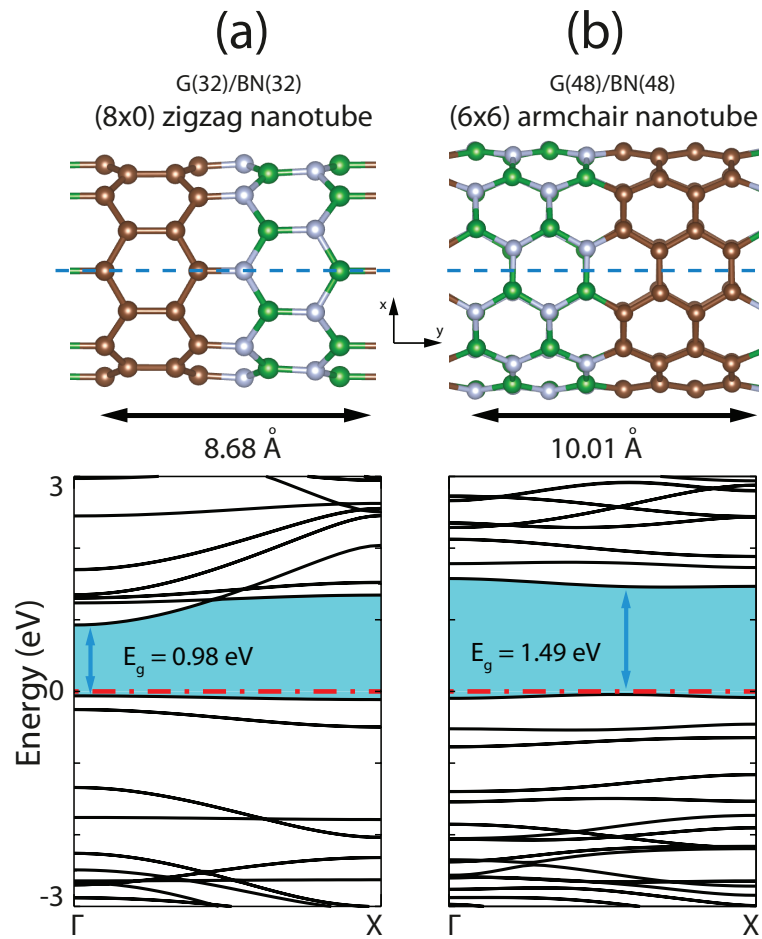 (a)
G(32)/BN(32)
(8x0) zigzag nanotube
8.68 Å
(b)
G(48)/BN(48)
(6x6) armchair nanotube
10.01 Å
x
y
Energy (eV)
3
0
-3
E_g = 0.98 eV
Γ
X
E_g = 1.49 eV
Γ
X